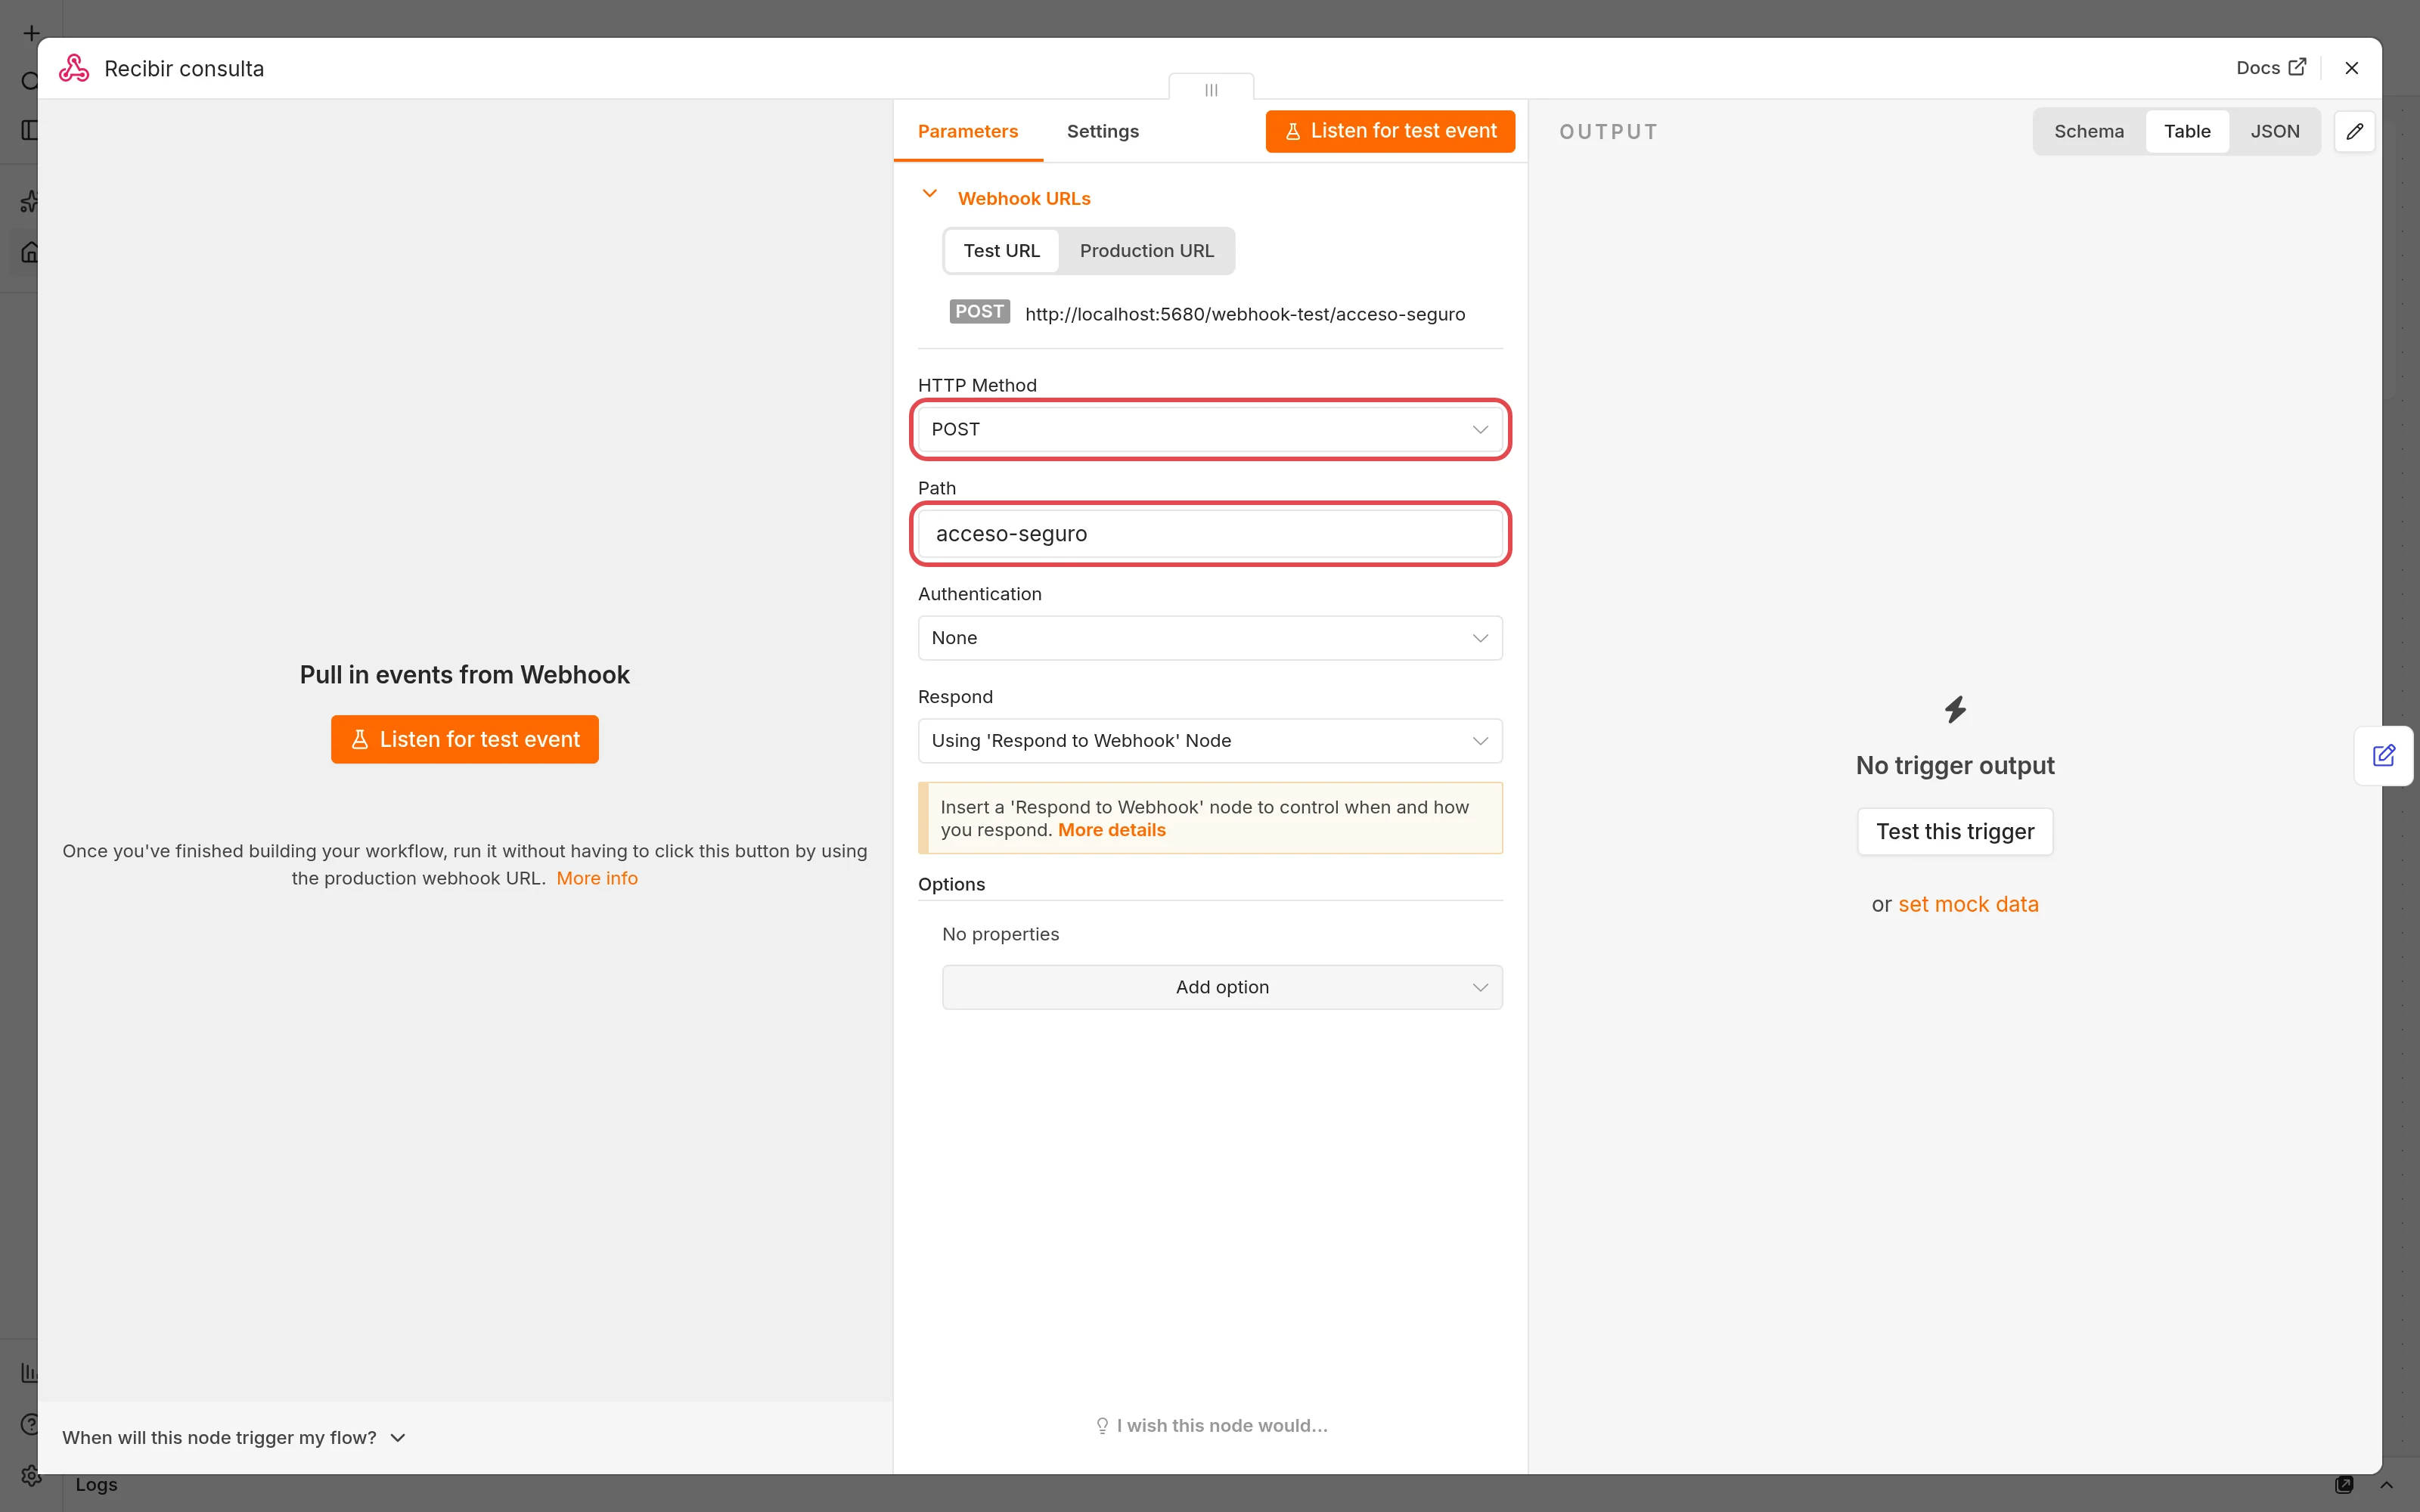 Recibir consulta
Docs
Parameters
Settings
Listen for test event
OUTPUT
Schema
Table
JSON
Webhook URLs
Test URL
Production URL
POST
http://localhost:5680/webhook-test/acceso-seguro
HTTP Method
POST
Path
acceso-seguro
Authentication
None
Respond
Using 'Respond to Webhook' Node
Insert a 'Respond to Webhook' node to control when and how
you respond. More details
Options
No properties
Add option
I wish this node would...
Pull in events from Webhook
Listen for test event
Once you've finished building your workflow, run it without having to click this button by using
the production webhook URL. More info
When will this node trigger my flow?
No trigger output
Test this trigger
or set mock data
Logs